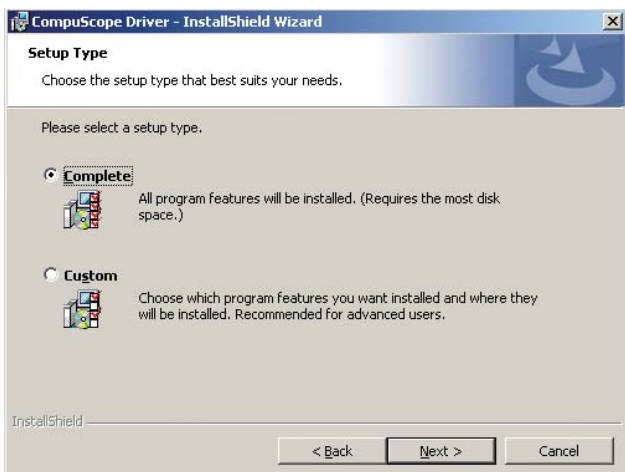 CompuScope Driver - InstallShield Wizard
Setup Type
Choose the setup type that best suits your needs.
Please select a setup type.
Complete
All program features will be installed. (Requires the most disk
space.)
Custom
Choose which program features you want installed and where they
will be installed. Recommended for advanced users.
InstallShield
< Back
Next >
Cancel